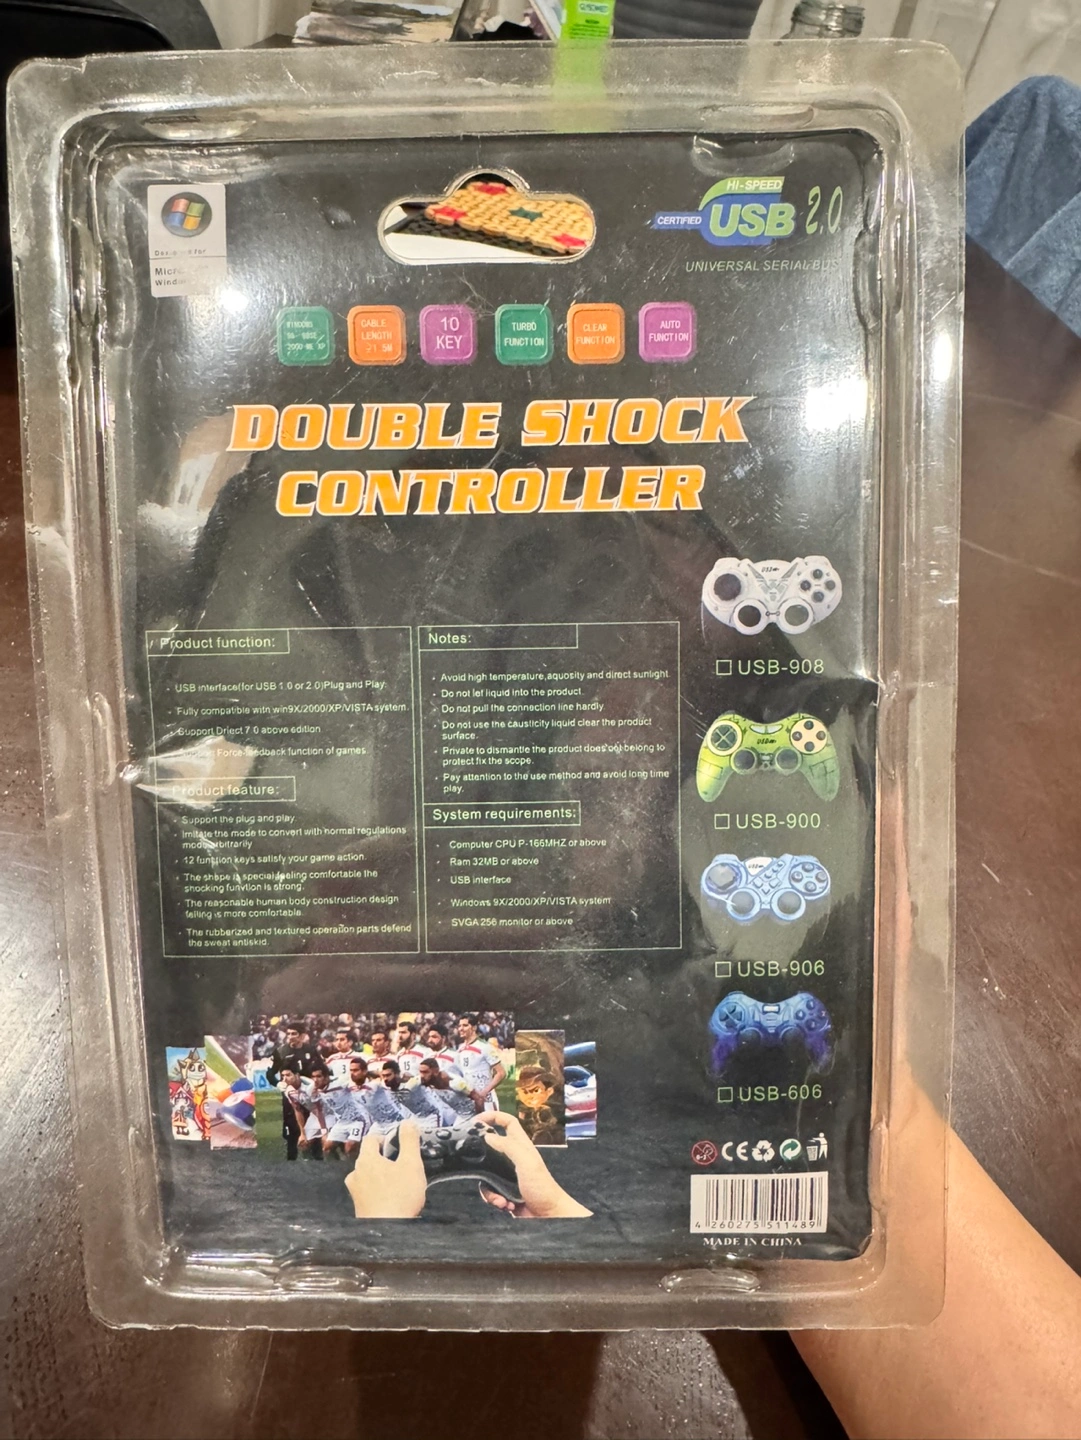 HI-SPEED
CERTIFIED USB 2.0
UNIVERSAL SERIAL BUS
for
CABLE
LENGTH
10
KEY
TURBO
FUNCTION
CLEAR
FUNCTION
AUTO
FUNCTION
DOUBLE SHOCK
CONTROLLER
Product function:
USB interface(for USB 1.0 or 2.0)Plug and Play.
Fully compatible with win9X/2000/XP/VISTA system.
Support Driect 7.0 above edition
Force-feedback function of games.
Product feature:
Support the plug and play.
Imitate the mode to convert with normal regulations
mode arbitrarily
12 function keys satisfy your game action.
The shape is special,feeling comfortable the
shocking funvtion is strong.
The reasonable human body construction design
felling is more comfortable.
The rubberized and textured operation parts defend
the sweat antiskid.
Notes:
Avoid high temperature,aquosity and direct sunlight.
Do not let liquid into the product.
Do not pull the connection line hardly.
Do not use the causticity liquid clear the product
surface.
Private to dismantle the product does not belong to
protect fix the scope.
Pay attention to the use method and avoid long time
play.
System requirements:
Computer CPU P-166MHZ or above
Ram 32MB or above
USB interface
Windows 9X/2000/XP/VISTA system
SVGA 256 monitor or above
USB-908
USB-900
USB-906
USB-606
0-3
CE
4 260275 511489
MADE IN CHINA